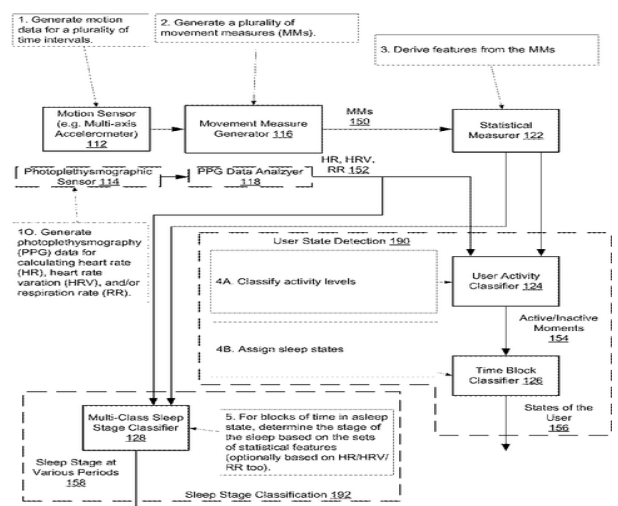 1. Generate motion
data for a plurality of
time intervals.
2. Generate a plurality of
movement measures (MMs).
3. Derive features from the MMs
Motion Sensor
(e.g. Multi-axis
Accelerometer)
112
Movement Measure
Generator 116
MMs
150
Statistical
Measurer 122
Photoplethysmographic
Sensor 114
PPG Data Analzyer
118
HR, HRV,
RR 152
1O. Generate
photoplethysmography
(PPG) data for
calculating heart rate
(HR), heart rate
varation (HRV), and/or
respiration rate (RR).
User State Detection 190
4A. Classify activity levels
User Activity
Classifier 124
Active/Inactive
Moments
154
4B. Assign sleep states
Time Block
Classifier 126
States of the
User
156
Multi-Class Sleep
Stage Classifier
128
5. For blocks of time in asleep
state, determine the stage of
the sleep based on the sets
of statistical features
(optionally based on HR/HRV/
RR too).
Sleep Stage at
Various Periods
158
Sleep Stage Classification 192